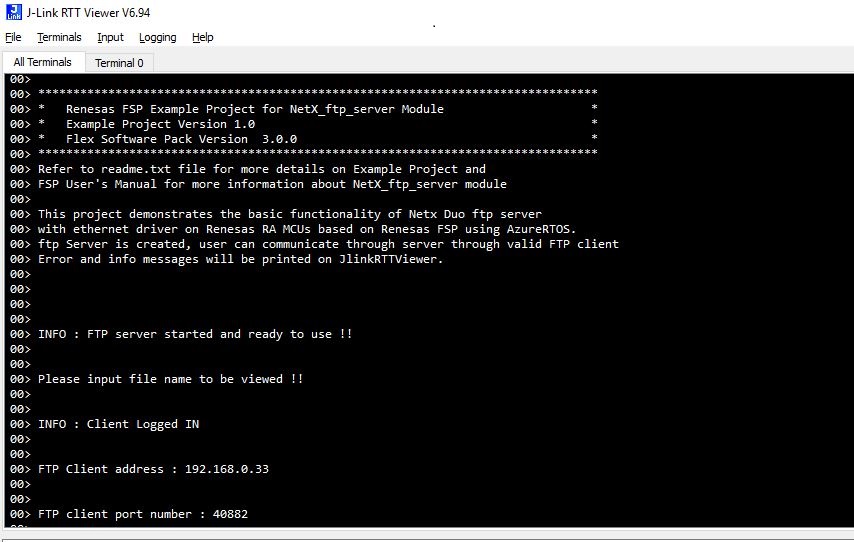 J-Link RTT Viewer V6.94
File Terminals Input Logging Help
All Terminals Terminal 0
00>
00> ********************************************************************************
00> *   Renesas FSP Example Project for NetX_ftp_server Module                     *
00> *   Example Project Version 1.0                                                *
00> *   Flex Software Pack Version  3.0.0                                          *
00> ********************************************************************************
00> Refer to readme.txt file for more details on Example Project and
00> FSP User's Manual for more information about NetX_ftp_server module
00>
00> This project demonstrates the basic functionality of Netx Duo ftp server
00> with ethernet driver on Renesas RA MCUs based on Renesas FSP using AzureRTOS.
00> ftp Server is created, user can communicate through server through valid FTP client
00> Error and info messages will be printed on JlinkRTTViewer.
00>
00>
00>
00>
00> INFO : FTP server started and ready to use !!
00>
00>
00> Please input file name to be viewed !!
00>
00>
00> INFO : Client Logged IN
00>
00>
00> FTP Client address : 192.168.0.33
00>
00>
00> FTP client port number : 40882
00>